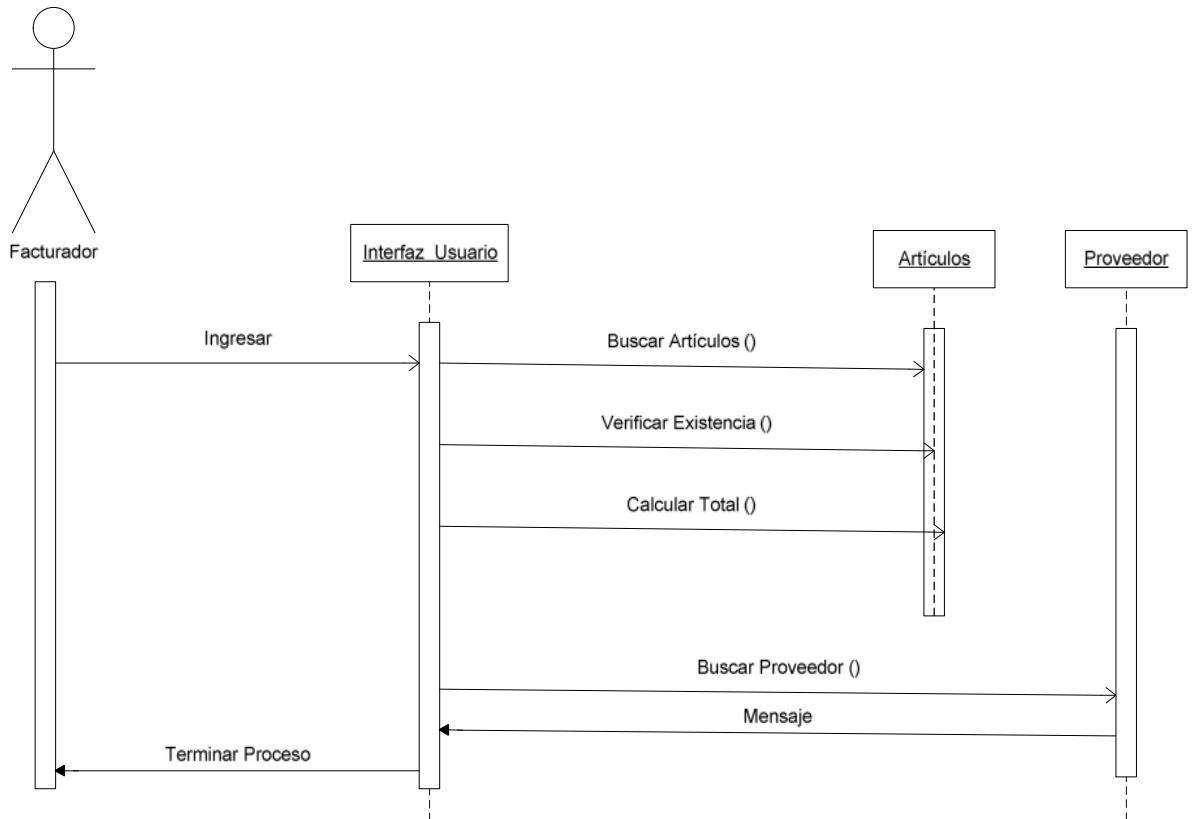 Facturador
Interfaz_Usuario
Artículos
Proveedor
Ingresar
Buscar Artículos ()
Verificar Existencia ()
Calcular Total ()
Buscar Proveedor ()
Mensaje
Terminar Proceso